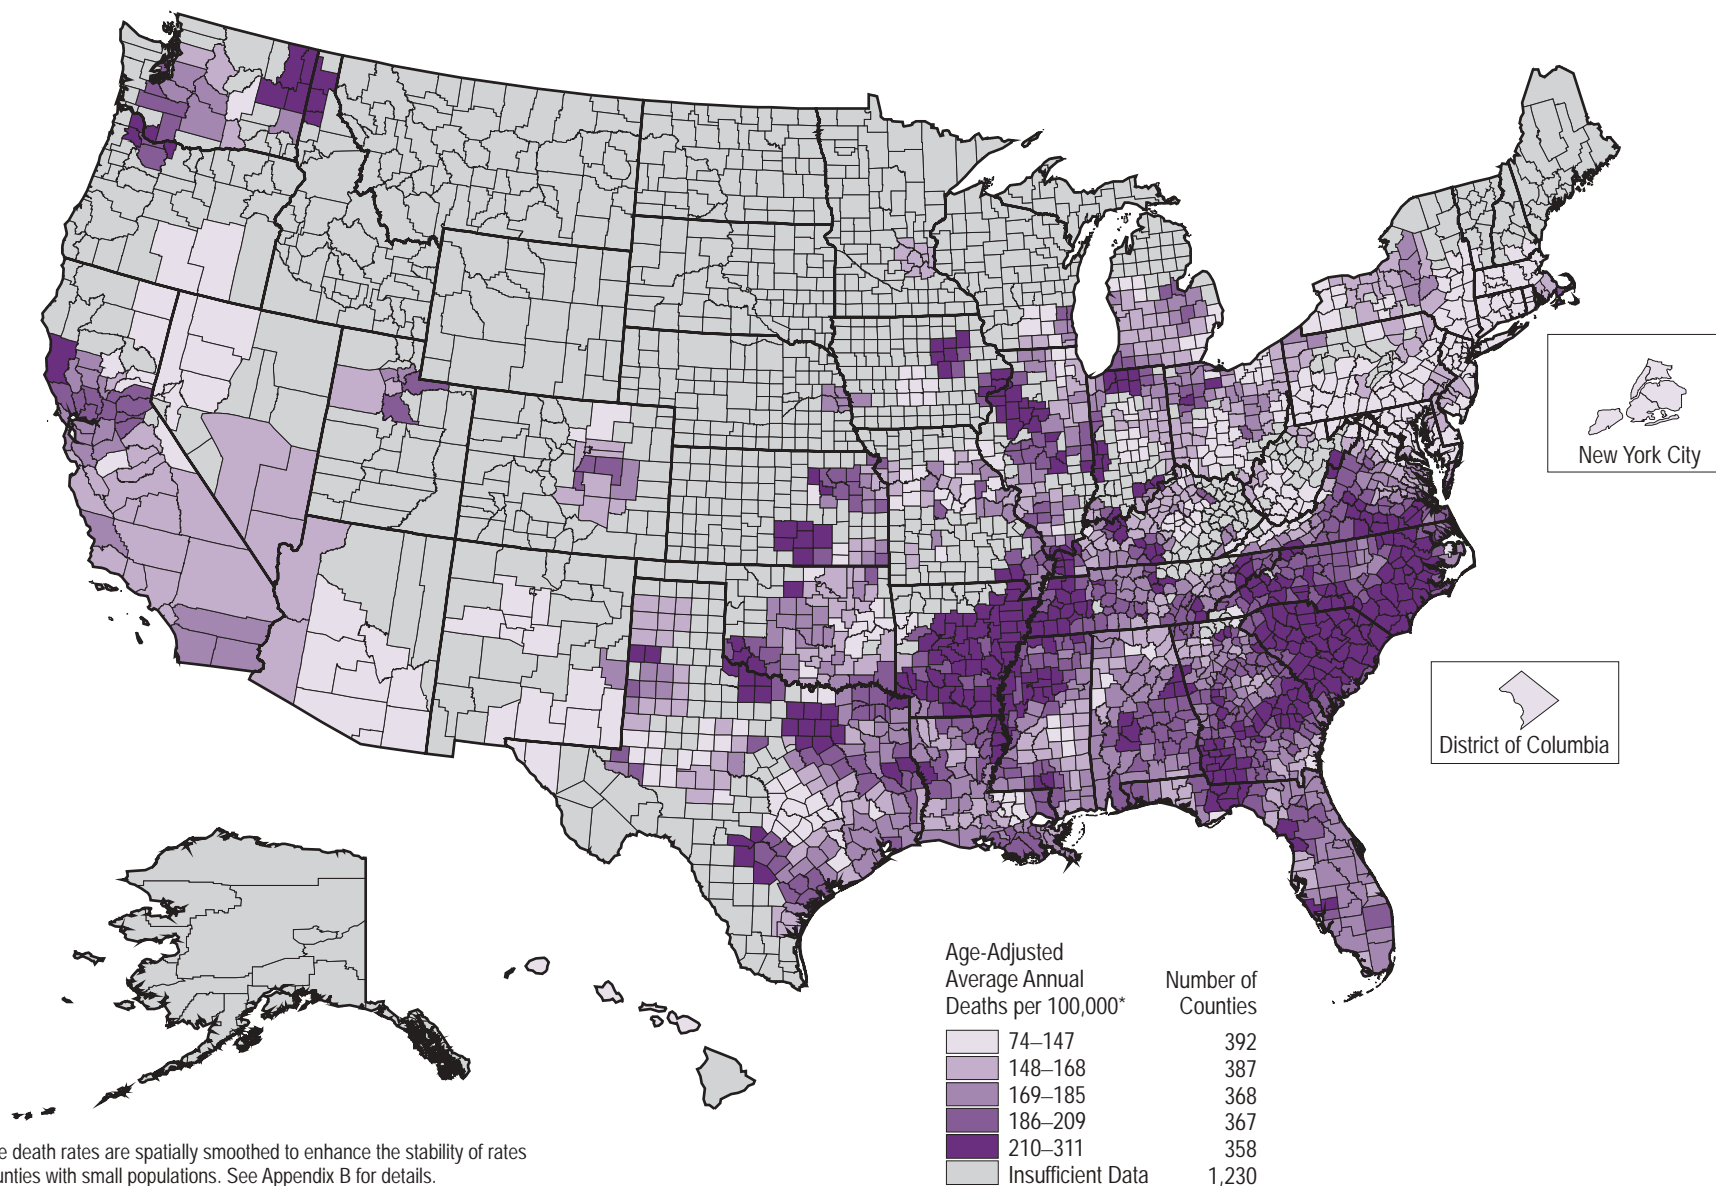 New York City
District of Columbia
Age-Adjusted
Average Annual
Deaths per 100,000*
Number of
Counties
74–147 392
148–168 387
169–185 368
186–209 367
210–311 358
Insufficient Data 1,230
death rates are spatially smoothed to enhance the stability of rates
with small populations. See Appendix B for details.